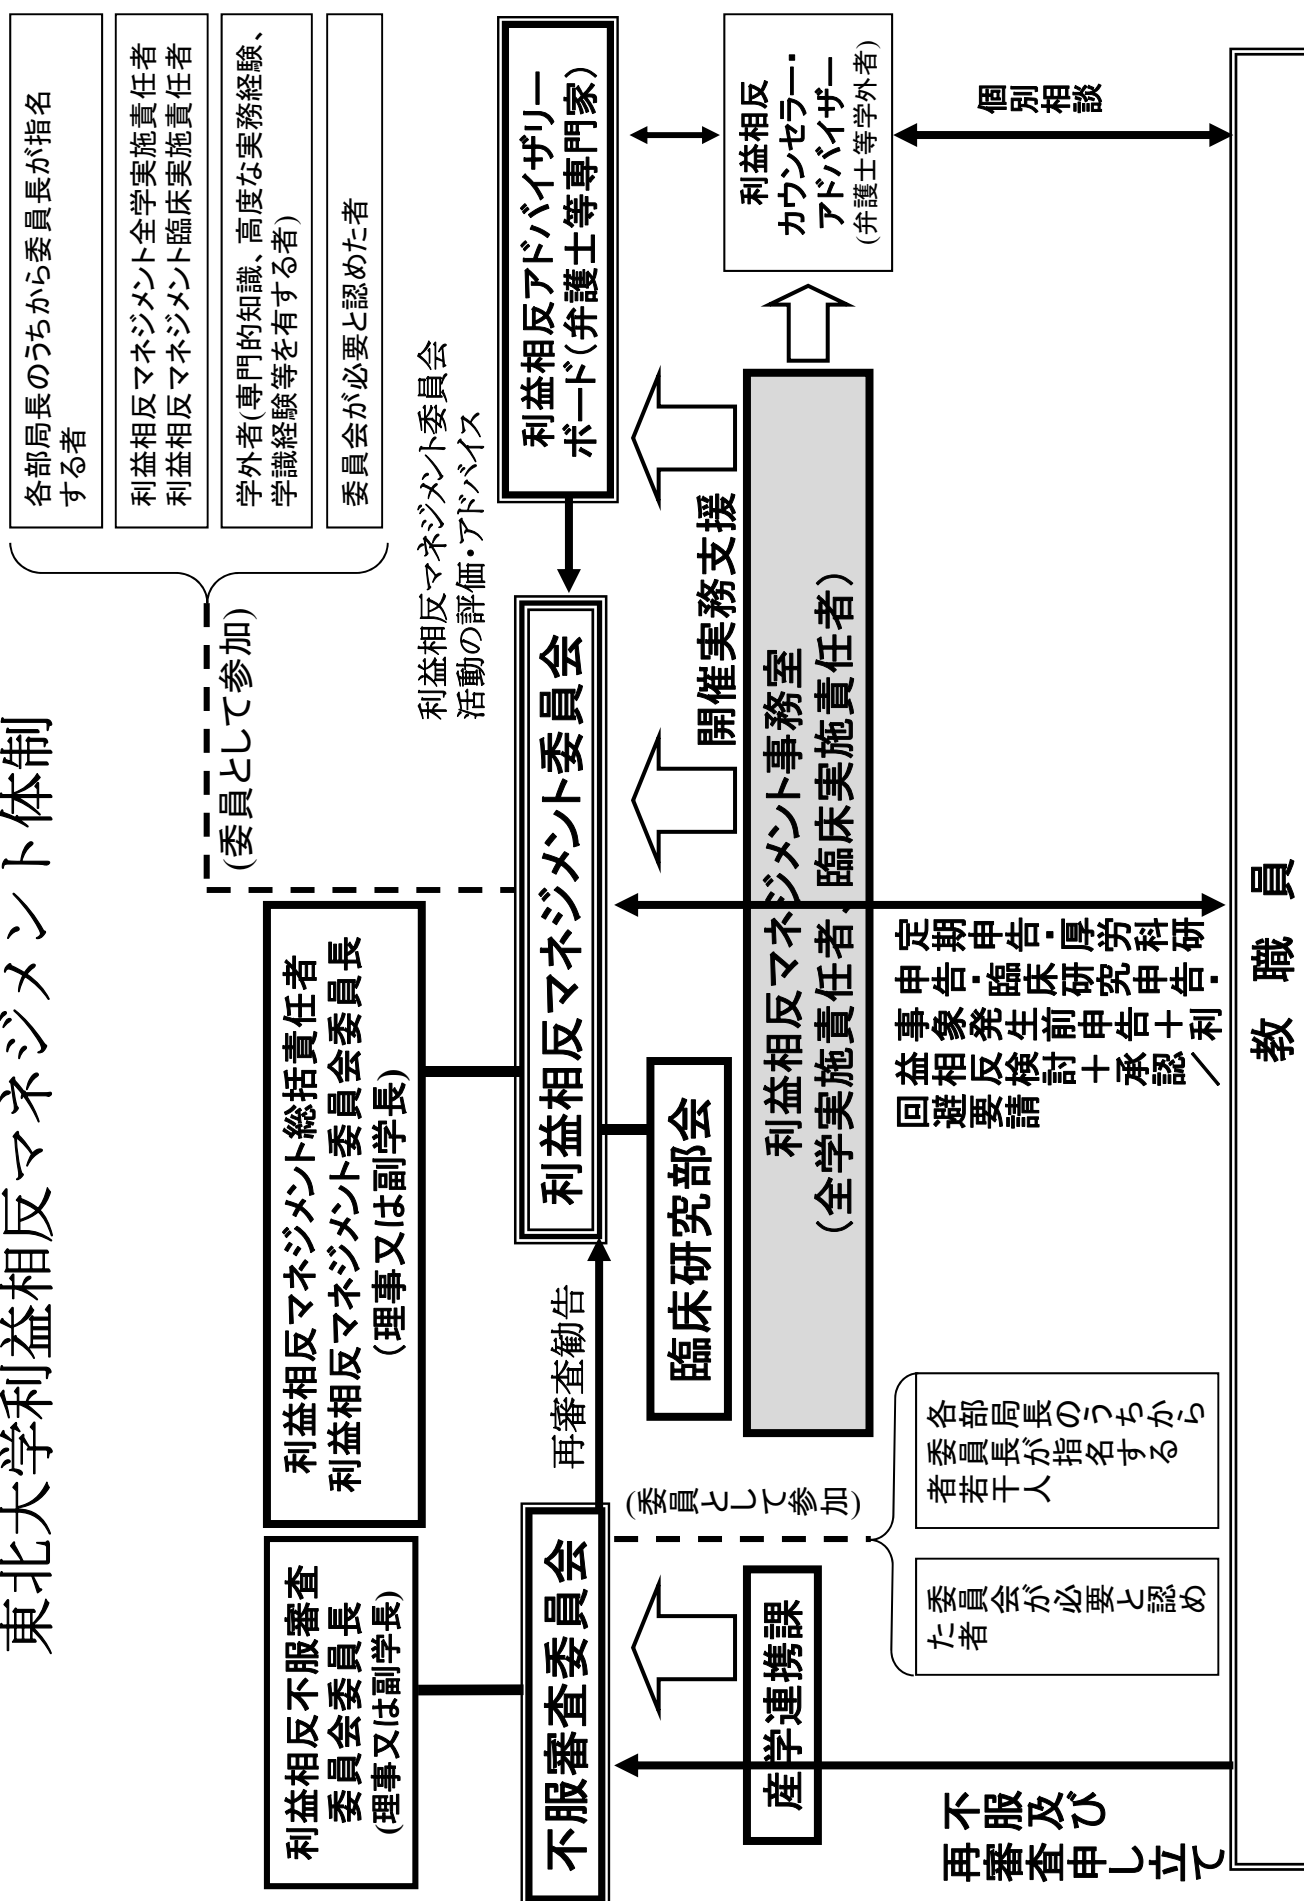 東北大学利益相反マネジメント体制
利益相反不服審査
委員会委員長
(理事又は副学長)
利益相反マネジメント総括責任者
利益相反マネジメント委員会委員長
(理事又は副学長)
(委員として参加)
各部局長のうちから委員長が指名
する者
利益相反マネジメント全学実施責任者
利益相反マネジメント臨床実施責任者
学外者(専門的知識、高度な実務経験、
学識経験等を有する者)
委員会が必要と認めた者
利益相反マネジメント委員会
活動の評価・アドバイス
不服審査委員会
再審査勧告
利益相反マネジメント委員会
利益相反アドバイザリー
ボード(弁護士等専門家)
臨床研究部会
開催実務支援
(委員として参加)
産学連携課
利益相反マネジメント事務室
(全学実施責任者、臨床実施責任者)
利益相反
カウンセラー・
アドバイザー
(弁護士等学外者)
不服及び
再審査申し立て
委員会が必要と認め
た者
各部局長のうちから
委員長が指名する
者若干人
定期申告・厚労科研
申告・臨床研究申告・
事象発生前申告＋利
益相反検討＋承認／
回避要請
個別相談
教職員